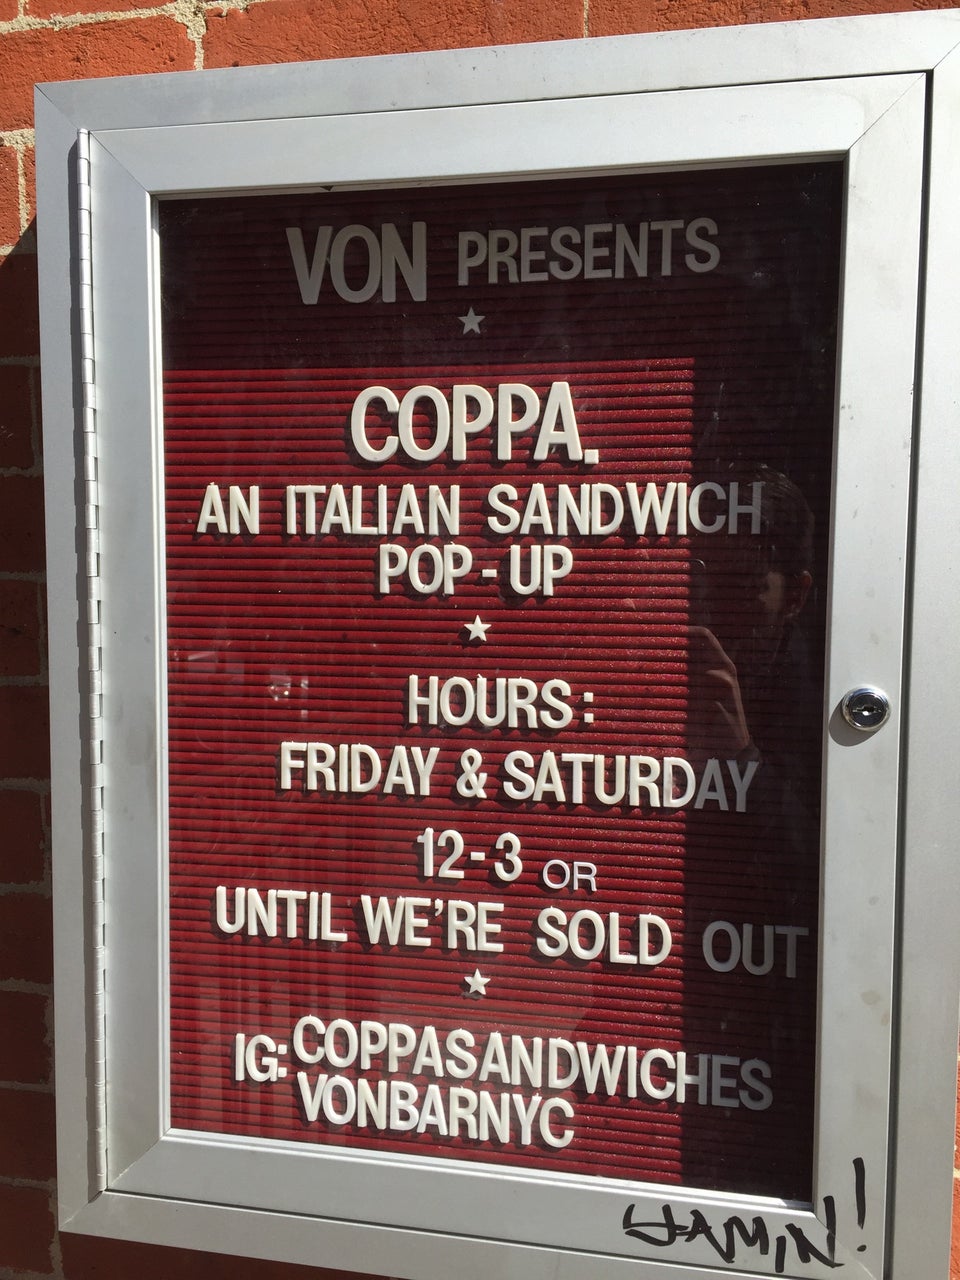 VON PRESENTS
COPPA.
AN ITALIAN SANDWICH
POP-UP
HOURS:
FRIDAY & SATURDAY
12-3 OR
UNTIL WE'RE SOLD OUT
IG: COPPASANDWICHES
VONBARNYC
YAMIN!